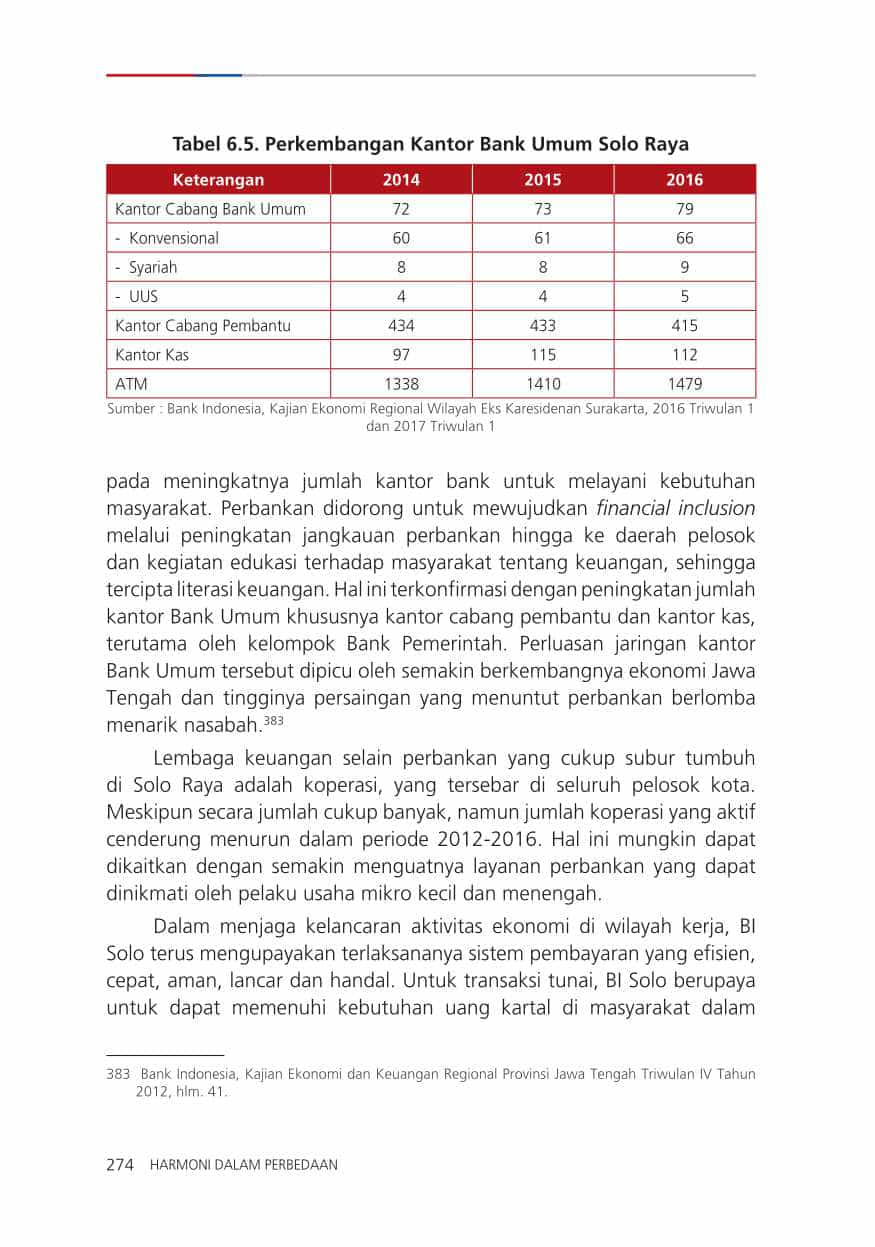 Tabel 6.5. Perkembangan Kantor Bank Umum Solo Raya
Keterangan 2014 2015 2016
Kantor Cabang Bank Umum 72 73 79
- Konvensional 60 61 66
- Syariah 8 8 9
- UUS 4 4 5
Kantor Cabang Pembantu 434 433 415
Kantor Kas 97 115 112
ATM 1338 1410 1479
Sumber : Bank Indonesia, Kajian Ekonomi Regional Wilayah Eks Karesidenan Surakarta, 2016 Triwulan 1
dan 2017 Triwulan 1
pada meningkatnya jumlah kantor bank untuk melayani kebutuhan
masyarakat. Perbankan didorong untuk mewujudkan financial inclusion
melalui peningkatan jangkauan perbankan hingga ke daerah pelosok
dan kegiatan edukasi terhadap masyarakat tentang keuangan, sehingga
tercipta literasi keuangan. Hal ini terkonfirmasi dengan peningkatan jumlah
kantor Bank Umum khususnya kantor cabang pembantu dan kantor kas,
terutama oleh kelompok Bank Pemerintah. Perluasan jaringan kantor
Bank Umum tersebut dipicu oleh semakin berkembangnya ekonomi Jawa
Tengah dan tingginya persaingan yang menuntut perbankan berlomba
menarik nasabah.383
Lembaga keuangan selain perbankan yang cukup subur tumbuh
di Solo Raya adalah koperasi, yang tersebar di seluruh pelosok kota.
Meskipun secara jumlah cukup banyak, namun jumlah koperasi yang aktif
cenderung menurun dalam periode 2012-2016. Hal ini mungkin dapat
dikaitkan dengan semakin menguatnya layanan perbankan yang dapat
dinikmati oleh pelaku usaha mikro kecil dan menengah.
Dalam menjaga kelancaran aktivitas ekonomi di wilayah kerja, BI
Solo terus mengupayakan terlaksananya sistem pembayaran yang efisien,
cepat, aman, lancar dan handal. Untuk transaksi tunai, BI Solo berupaya
untuk dapat memenuhi kebutuhan uang kartal di masyarakat dalam
383 Bank Indonesia, Kajian Ekonomi dan Keuangan Regional Provinsi Jawa Tengah Triwulan IV Tahun
2012, hlm. 41.
274 HARMONI DALAM PERBEDAAN